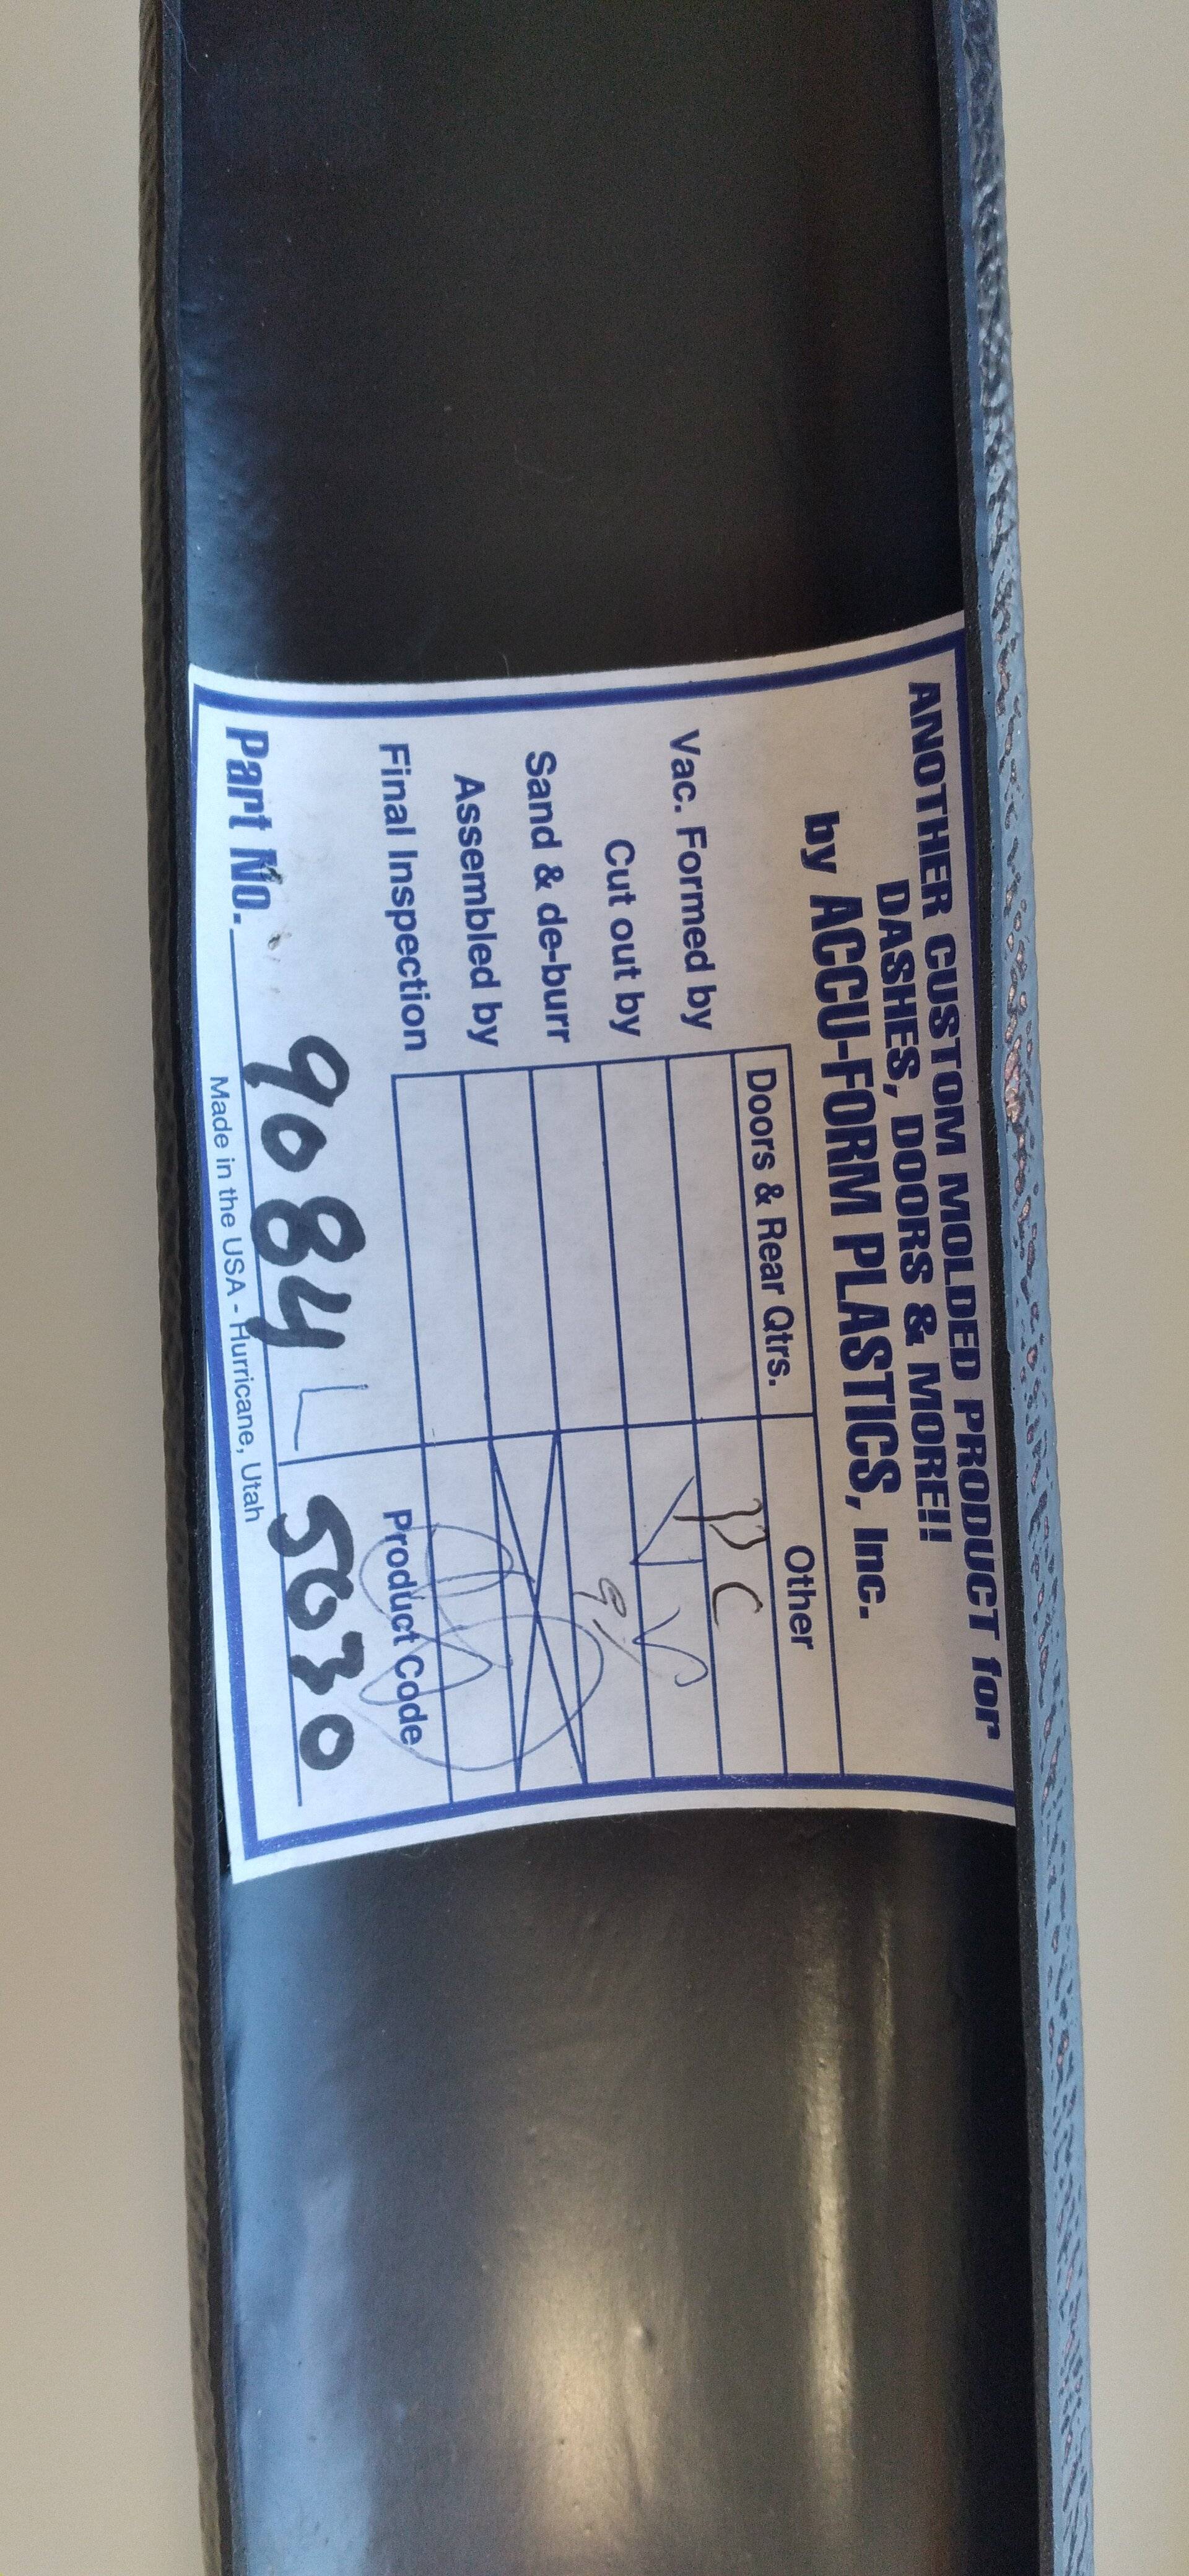 ANOTHER CUSTOM MOLDED PRODUCT for
DASHES, DOORS & MORE!!
by ACCU-FORM PLASTICS, Inc.
Doors & Rear Qtrs. Other
Vac. Formed by P C
Cut out by
Sand & de-burr
Assembled by
Final Inspection
Product Code
Part No. 9084 L 5030
Made in the USA - Hurricane, Utah